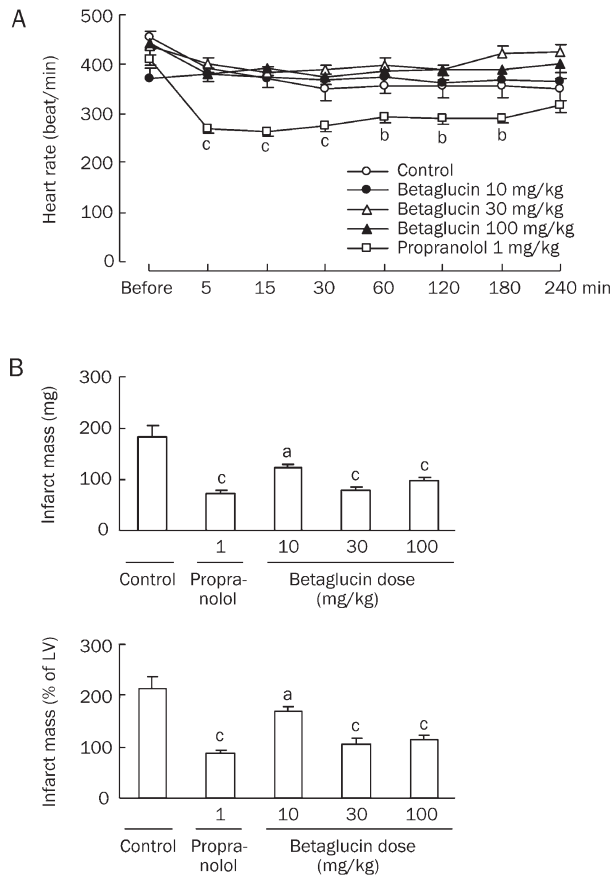 A
Heart rate (beat/min)
500
400
300
200
100
0
c c c b b b
Control
Betaglucin 10 mg/kg
Betaglucin 30 mg/kg
Betaglucin 100 mg/kg
Propranolol 1 mg/kg
Before 5 15 30 60 120 180 240 min
B
Infarct mass (mg)
300
200
100
0
c a c c
1 10 30 100
Control Propra- Betaglucin dose
nolol (mg/kg)
Infarct mass (% of LV)
300
200
100
0
c a c c
1 10 30 100
Control Propra- Betaglucin dose
nolol (mg/kg)